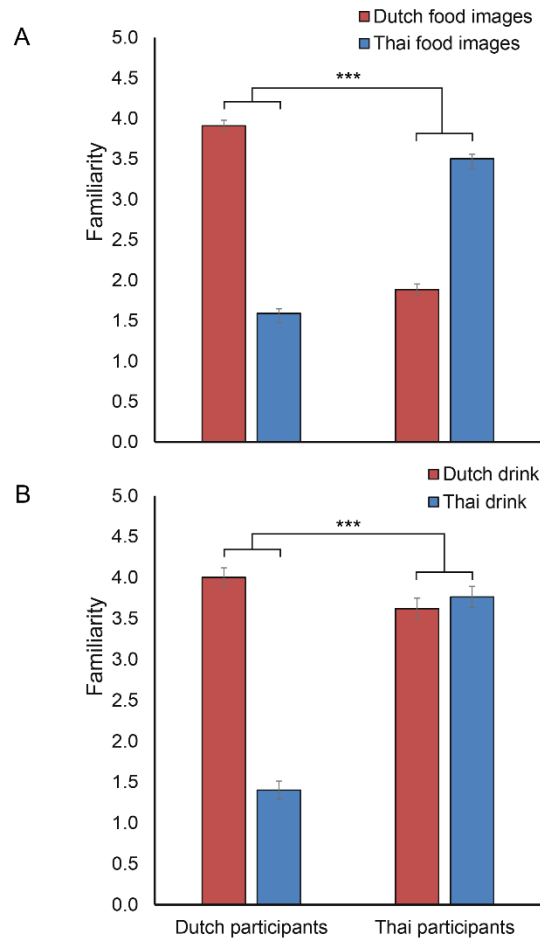 A
Dutch food images
Thai food images
Familiarity
5.0
4.5
4.0
3.5
3.0
2.5
2.0
1.5
1.0
0.5
0.0
***
B
Dutch drink
Thai drink
Familiarity
5.0
4.5
4.0
3.5
3.0
2.5
2.0
1.5
1.0
0.5
0.0
***
Dutch participants
Thai participants